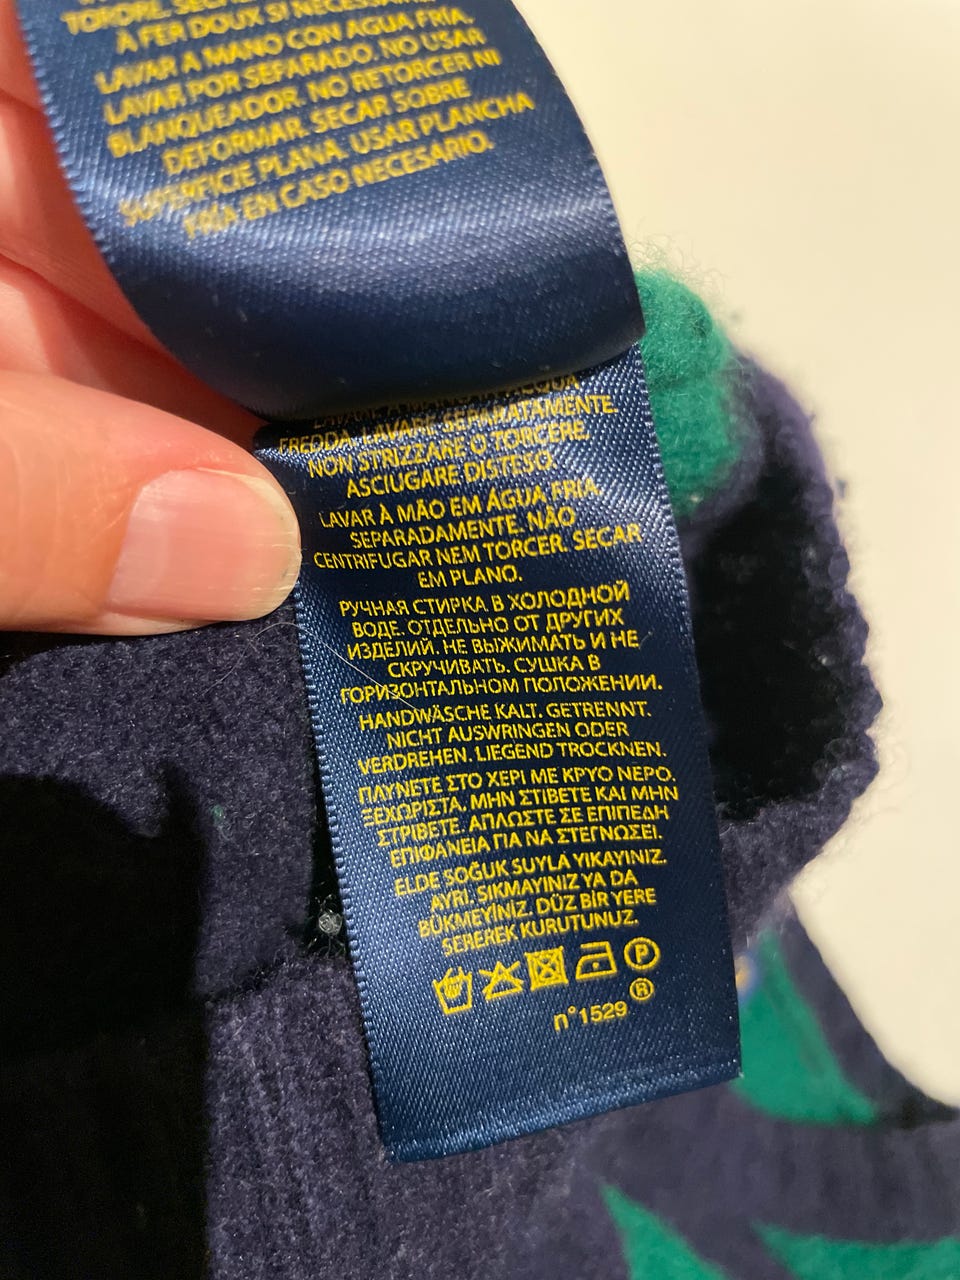 TORDRE.
À FER DOUX SI NÉCESSAIRE.
LAVAR A MANO CON AGUA FRÍA.
LAVAR POR SEPARADO. NO USAR
BLANQUEADOR. NO RETORCER NI
DEFORMAR. SECAR SOBRE
SUPERFICIE PLANA. USAR PLANCHA
FRÍA EN CASO NECESARIO.
LAVARE A MANO IN ACQUA
FREDDA. LAVARE SEPARATAMENTE.
NON STRIZZARE O TORCERE.
ASCIUGARE DISTESO.
LAVAR À MÃO EM ÁGUA FRIA.
SEPARADAMENTE. NÃO
CENTRIFUGAR NEM TORCER. SECAR
EM PLANO.
РУЧНАЯ СТИРКА В ХОЛОДНОЙ
ВОДЕ. ОТДЕЛЬНО ОТ ДРУГИХ
ИЗДЕЛИЙ. НЕ ВЫЖИМАТЬ И НЕ
СКРУЧИВАТЬ. СУШКА В
ГОРИЗОНТАЛЬНОМ ПОЛОЖЕНИИ.
HANDWÄSCHE KALT. GETRENNT.
NICHT AUSWRINGEN ODER
VERDREHEN. LIEGEND TROCKNEN.
ΠΛΥΝΕΤΕ ΣΤΟ ΧΕΡΙ ΜΕ ΚΡΥΟ ΝΕΡΟ.
ΞΕΧΩΡΙΣΤΑ. ΜΗΝ ΣΤΙΒΕΤΕ ΚΑΙ ΜΗΝ
ΣΤΡΙΒΕΤΕ. ΑΠΛΩΣΤΕ ΣΕ ΕΠΙΠΕΔΗ
ΕΠΙΦΑΝΕΙΑ ΓΙΑ ΝΑ ΣΤΕΓΝΩΣΕΙ.
ELDE SOĞUK SUYLA YIKAYINIZ.
AYRI. SIKMAYINIZ YA DA
BÜKMEYİNİZ. DÜZ BİR YERE
SEREREK KURUTUNUZ.
P
®
n°1529